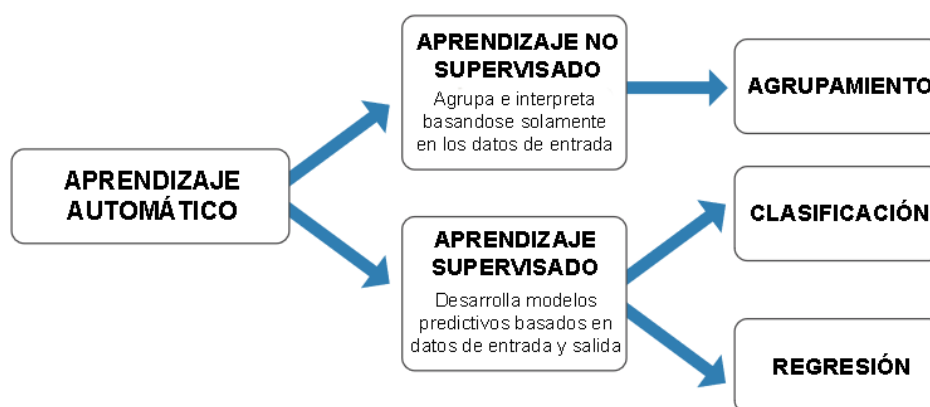 APRENDIZAJE
AUTOMÁTICO
APRENDIZAJE NO
SUPERVISADO
Agrupa e interpreta
basandose solamente
en los datos de entrada
AGRUPAMIENTO
APRENDIZAJE
SUPERVISADO
Desarrolla modelos
predictivos basados en
datos de entrada y salida
CLASIFICACIÓN
REGRESIÓN